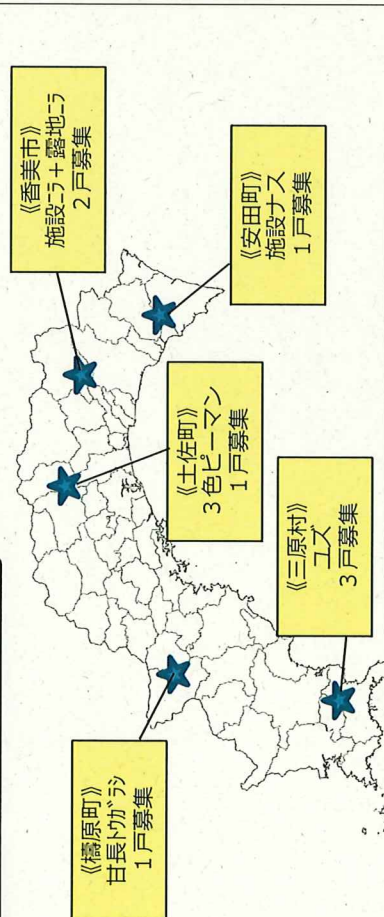 《香美市》
施設ﾆﾗ＋露地ﾆﾗ
２戸募集
《安田町》
施設ナス
１戸募集
《土佐町》
３色ピーマン
１戸募集
《三原村》
ユズ
３戸募集
《檮原町》
甘長ﾄｳｶﾞﾗｼ
１戸募集